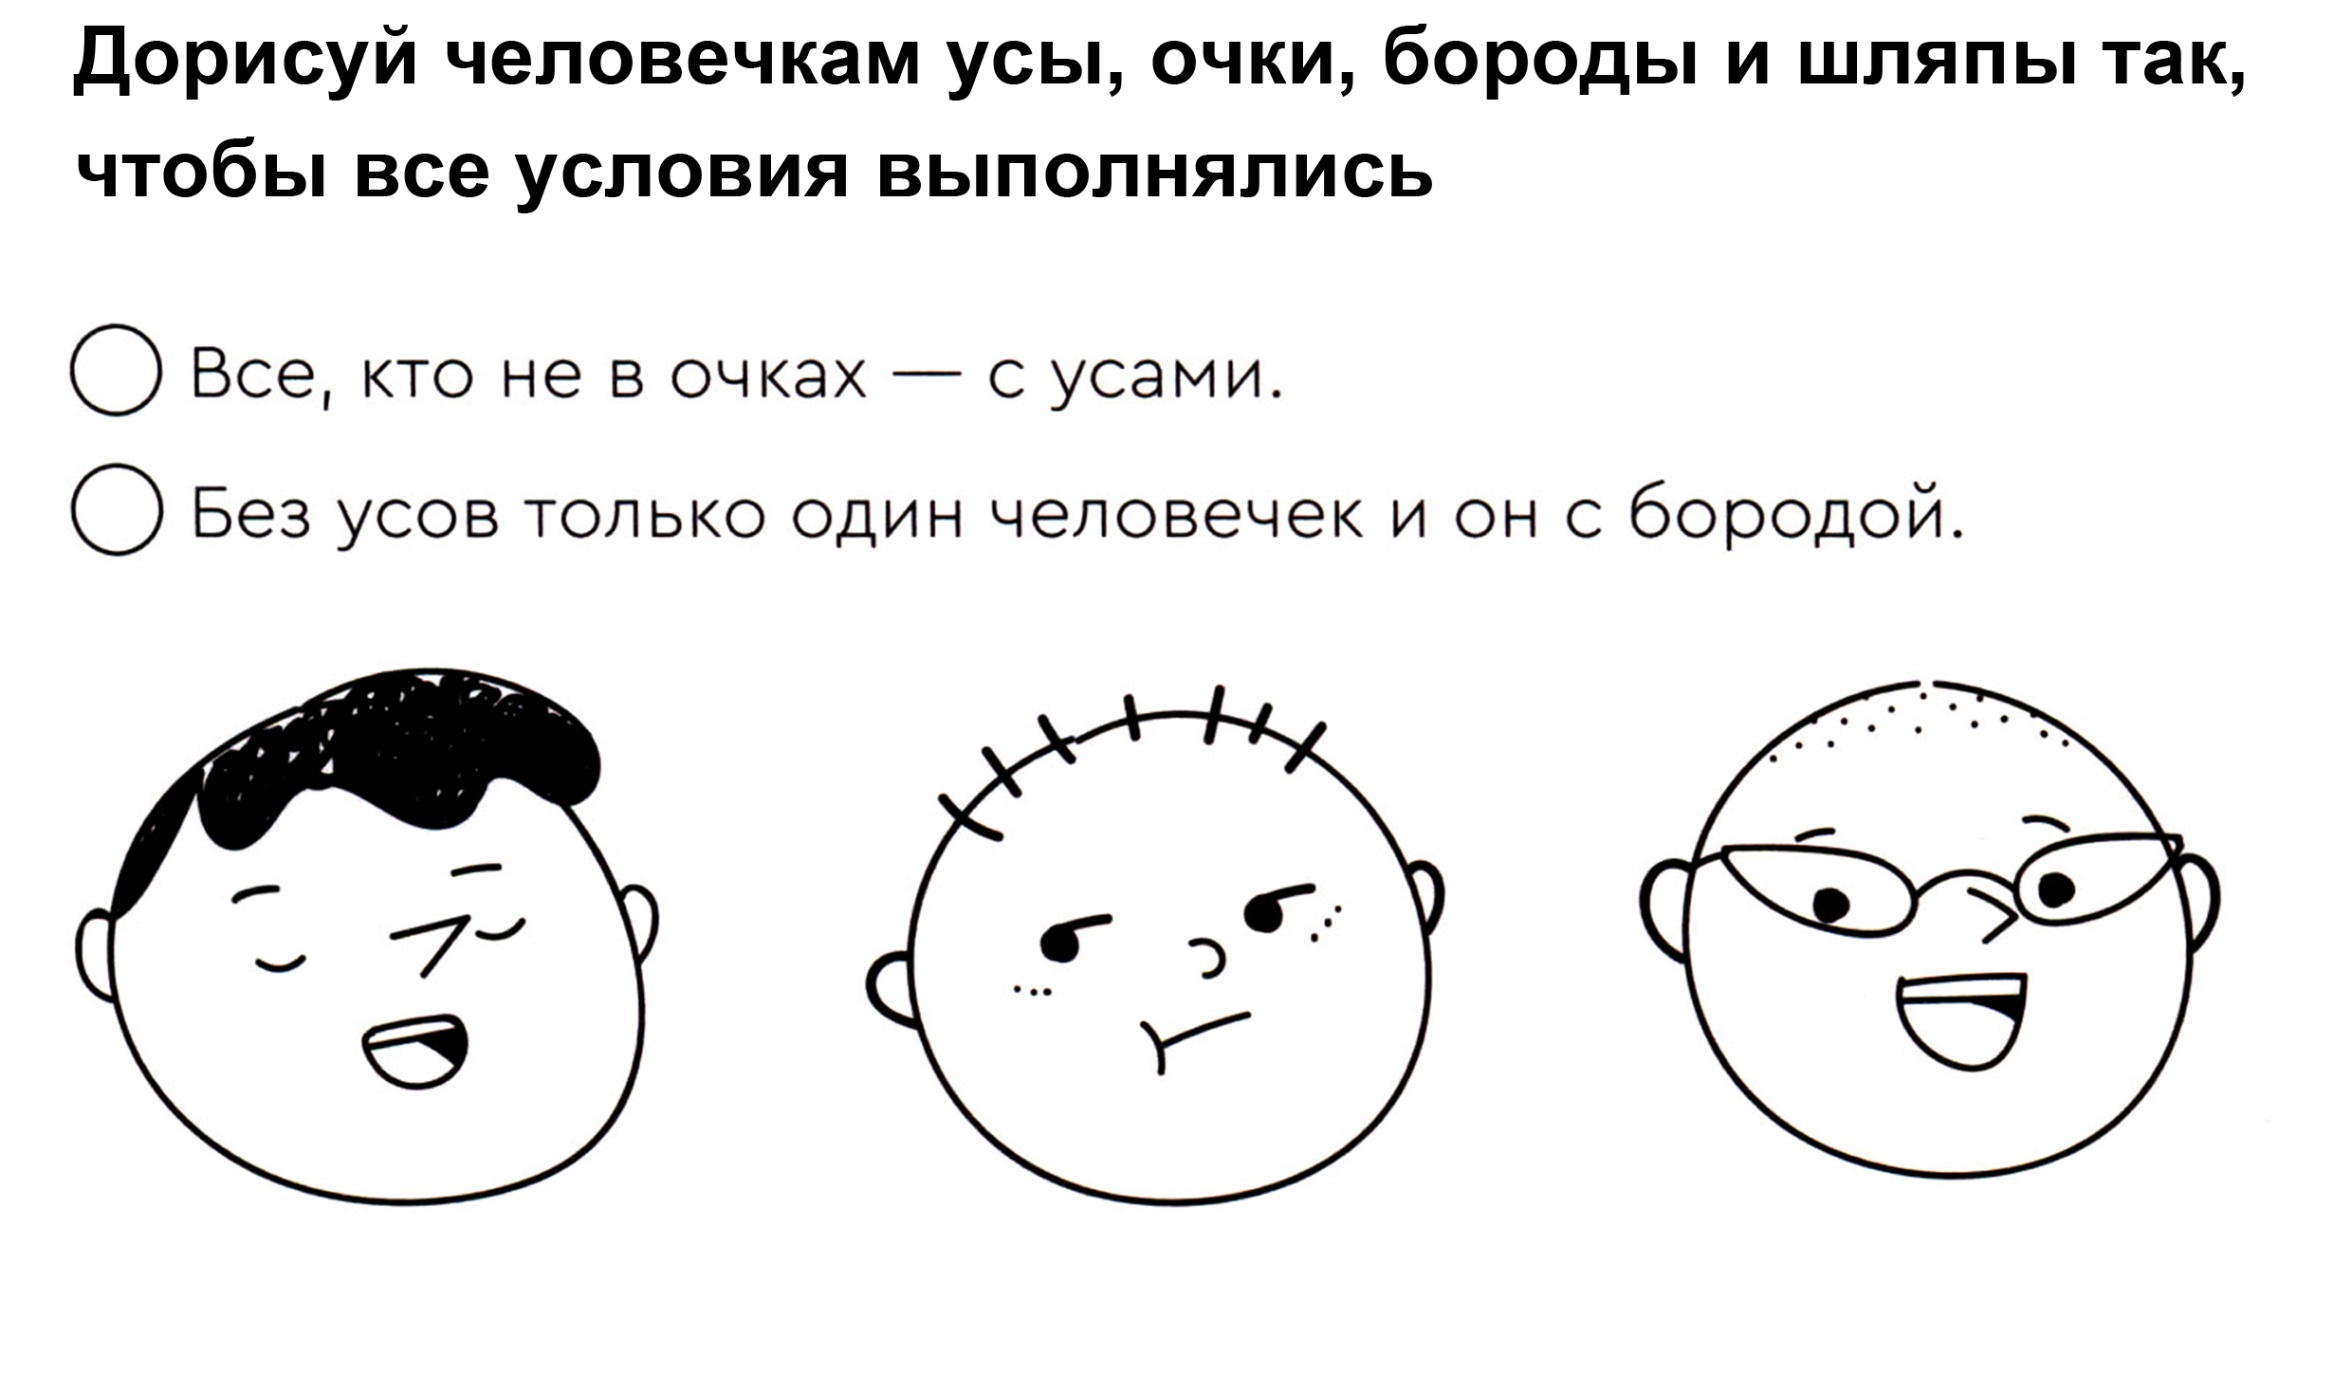 Дорисуй человечкам усы, очки, бороды и шляпы так,
чтобы все условия выполнялись
Все, кто не в очках — с усами.
Без усов только один человечек и он с бородой.